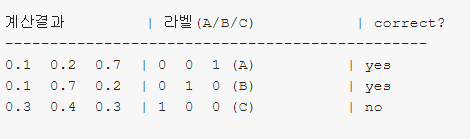 계산결과 | 라벨(A/B/C) | correct?
-----------------------------------------------
0.1 0.2 0.7 | 0 0 1 (A) | yes
0.1 0.7 0.2 | 0 1 0 (B) | yes
0.3 0.4 0.3 | 1 0 0 (C) | no